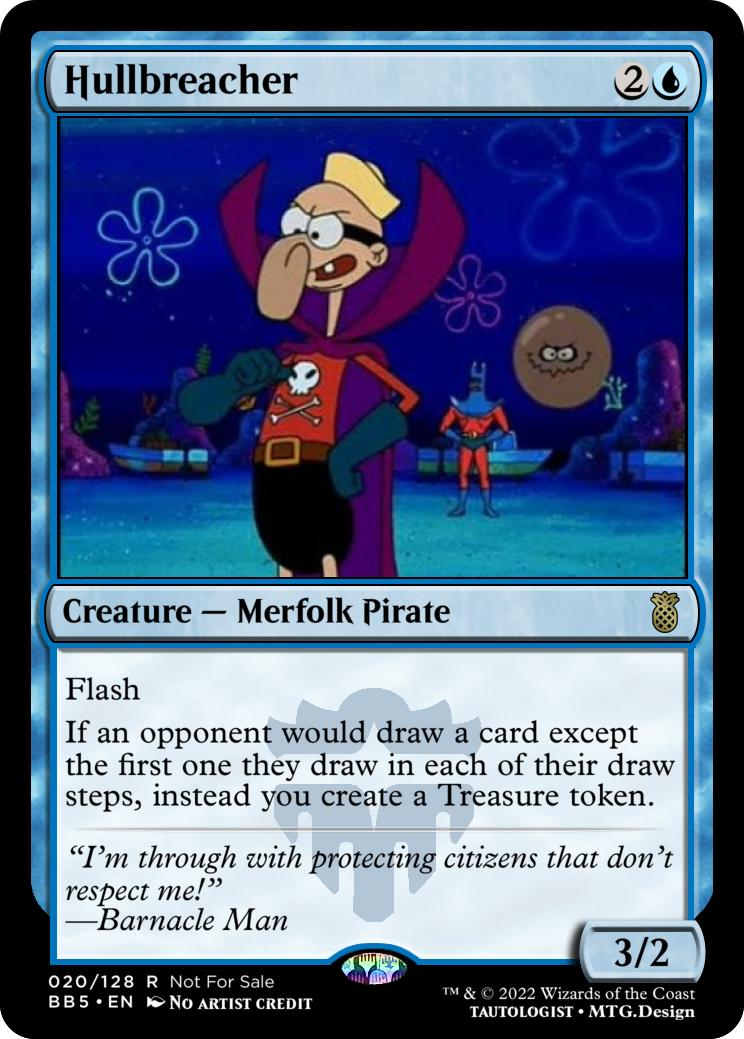 Hullbreacher
2
Creature — Merfolk Pirate
Flash
If an opponent would draw a card except
the first one they draw in each of their draw
steps, instead you create a Treasure token.
“I’m through with protecting citizens that don’t
respect me!”
—Barnacle Man
3/2
020/128 R Not For Sale
BB5 • EN No artist credit
™ & © 2022 Wizards of the Coast
TAUTOLOGIST • MTG.Design